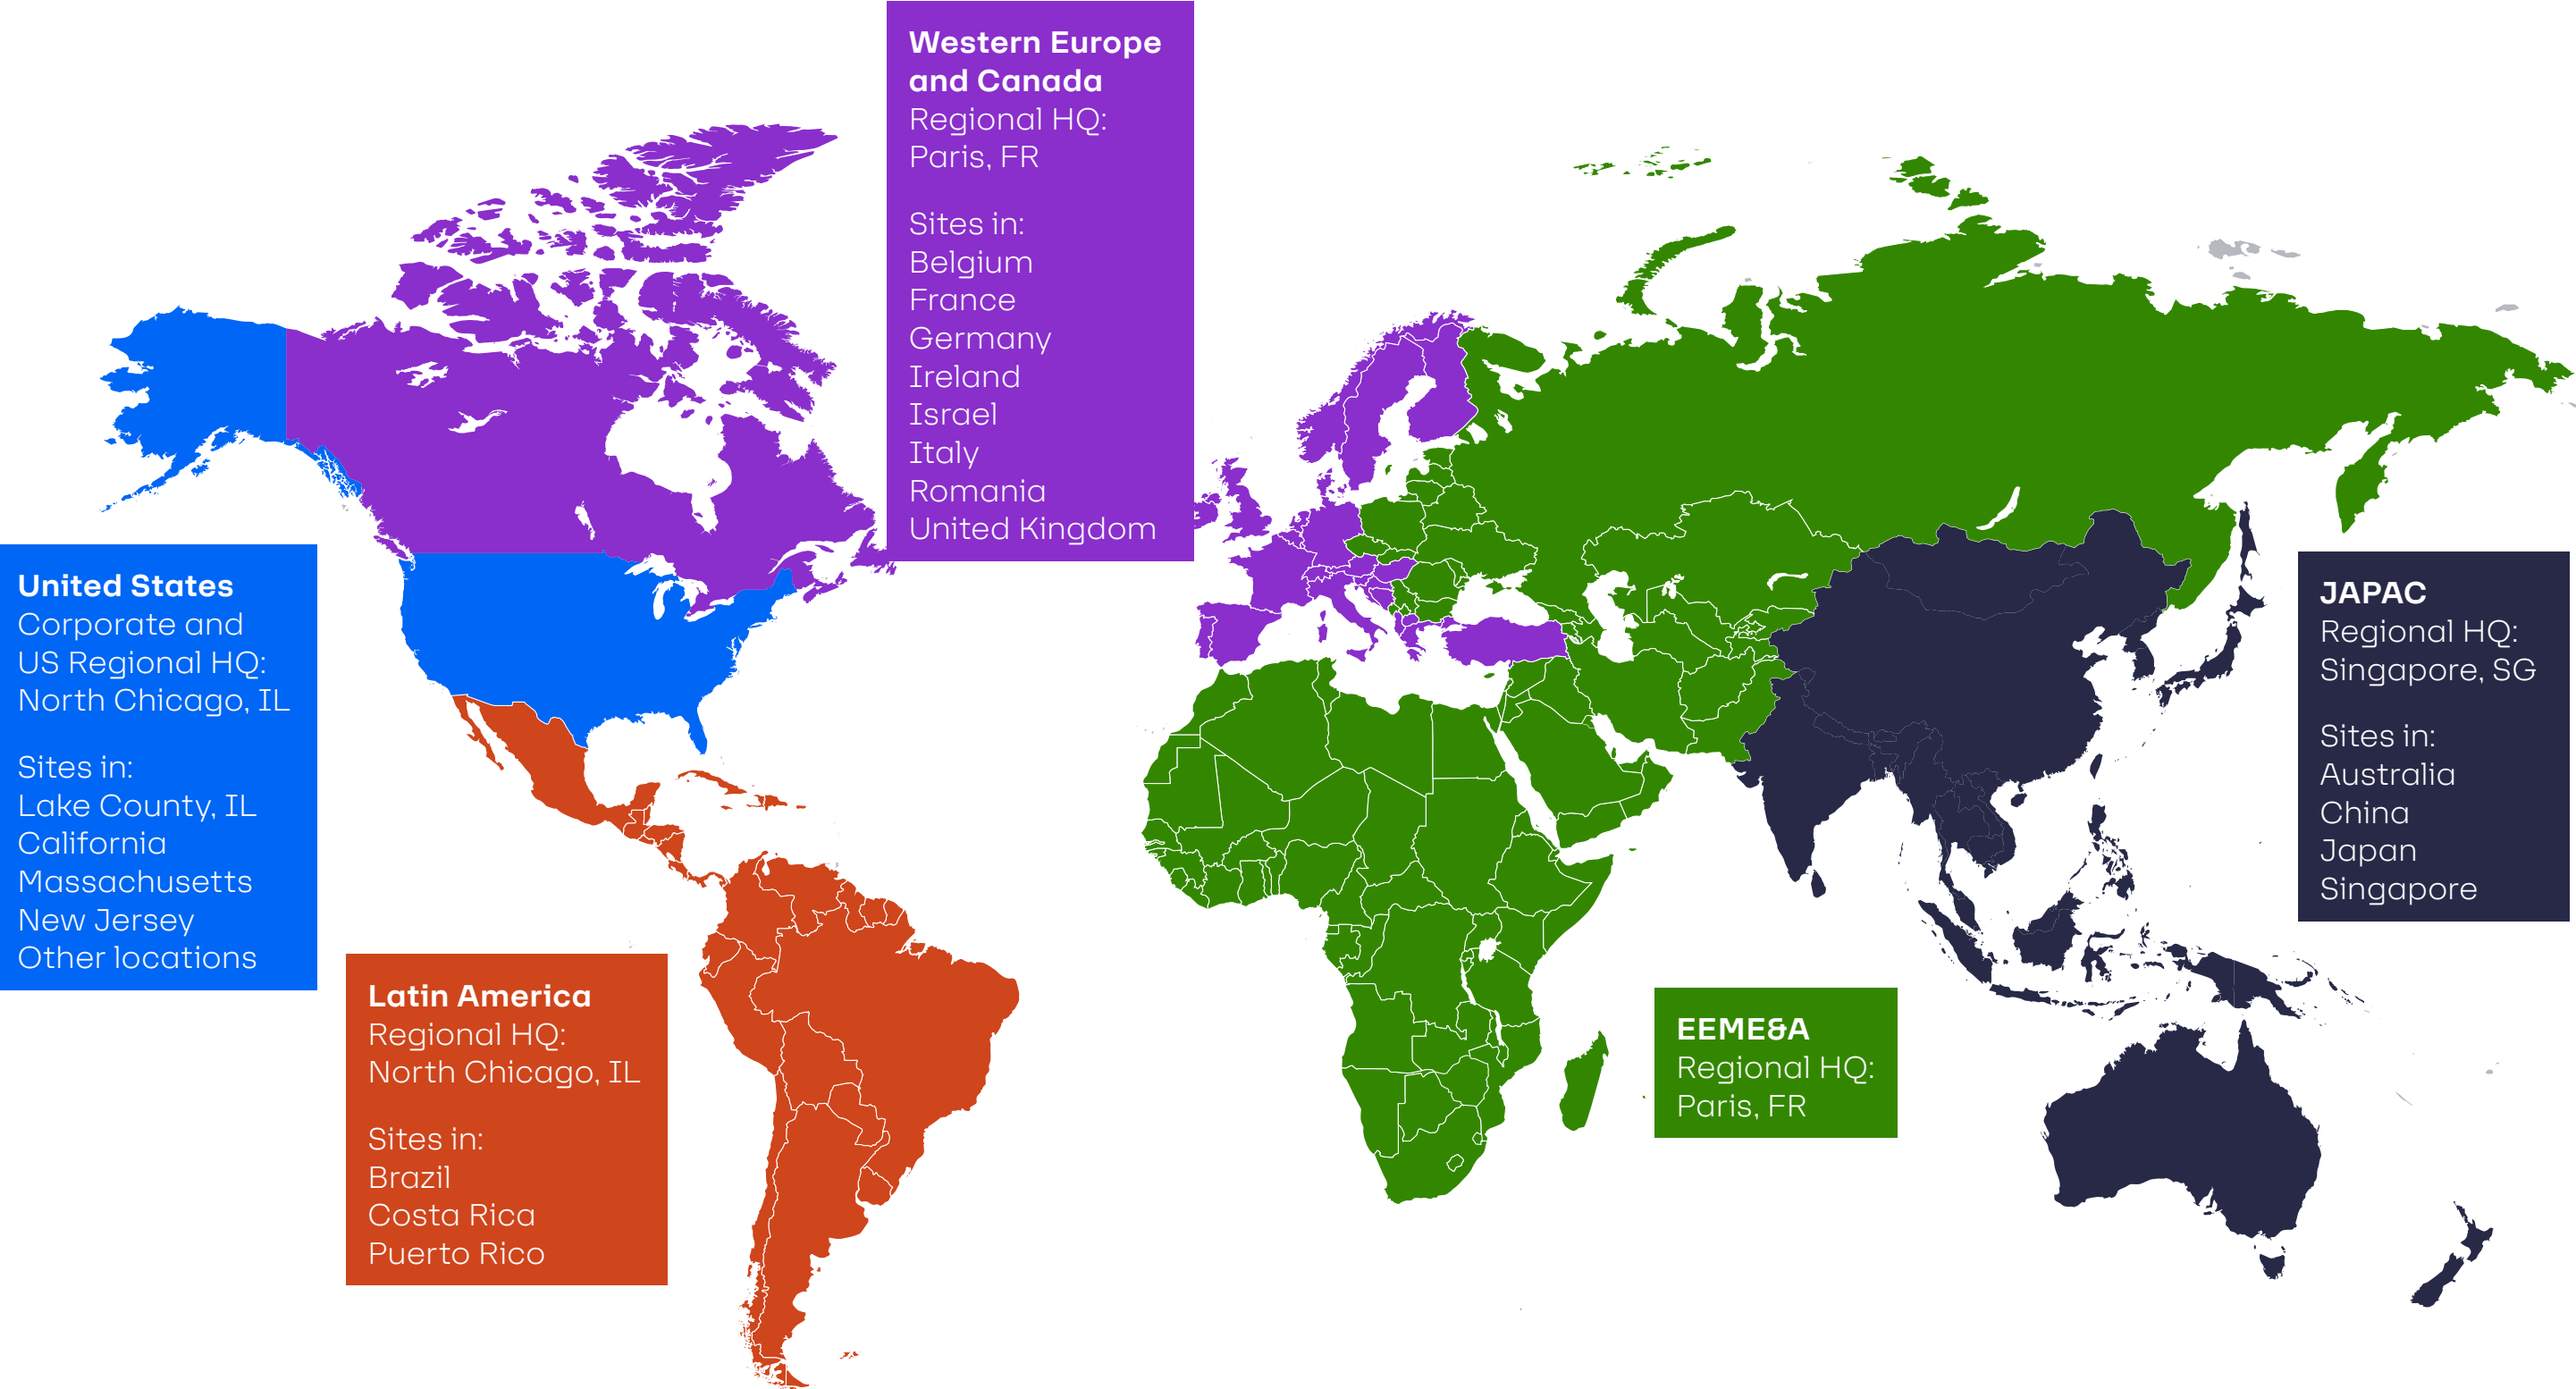 Western Europe
and Canada
Regional HQ:
Paris, FR
Sites in:
Belgium
France
Germany
Ireland
Israel
Italy
Romania
United Kingdom
United States
Corporate and
US Regional HQ:
North Chicago, IL
Sites in:
Lake County, IL
California
Massachusetts
New Jersey
Other locations
JAPAC
Regional HQ:
Singapore, SG
Sites in:
Australia
China
Japan
Singapore
Latin America
Regional HQ:
North Chicago, IL
Sites in:
Brazil
Costa Rica
Puerto Rico
EEME&A
Regional HQ:
Paris, FR